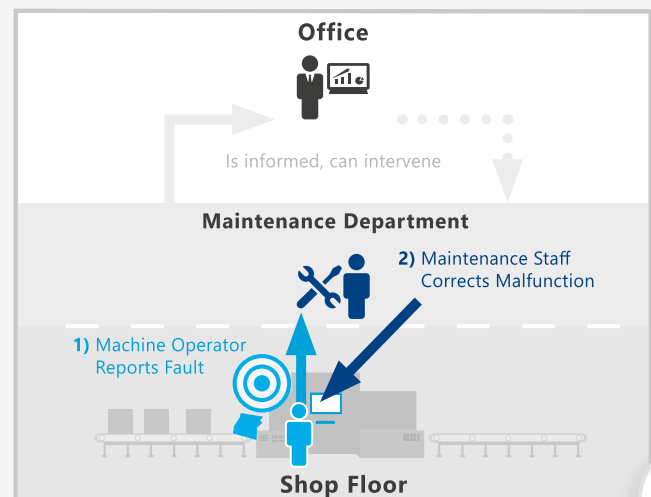 Office
Is informed, can intervene
Maintenance Department
2) Maintenance Staff
Corrects Malfunction
1) Machine Operator
Reports Fault
Shop Floor